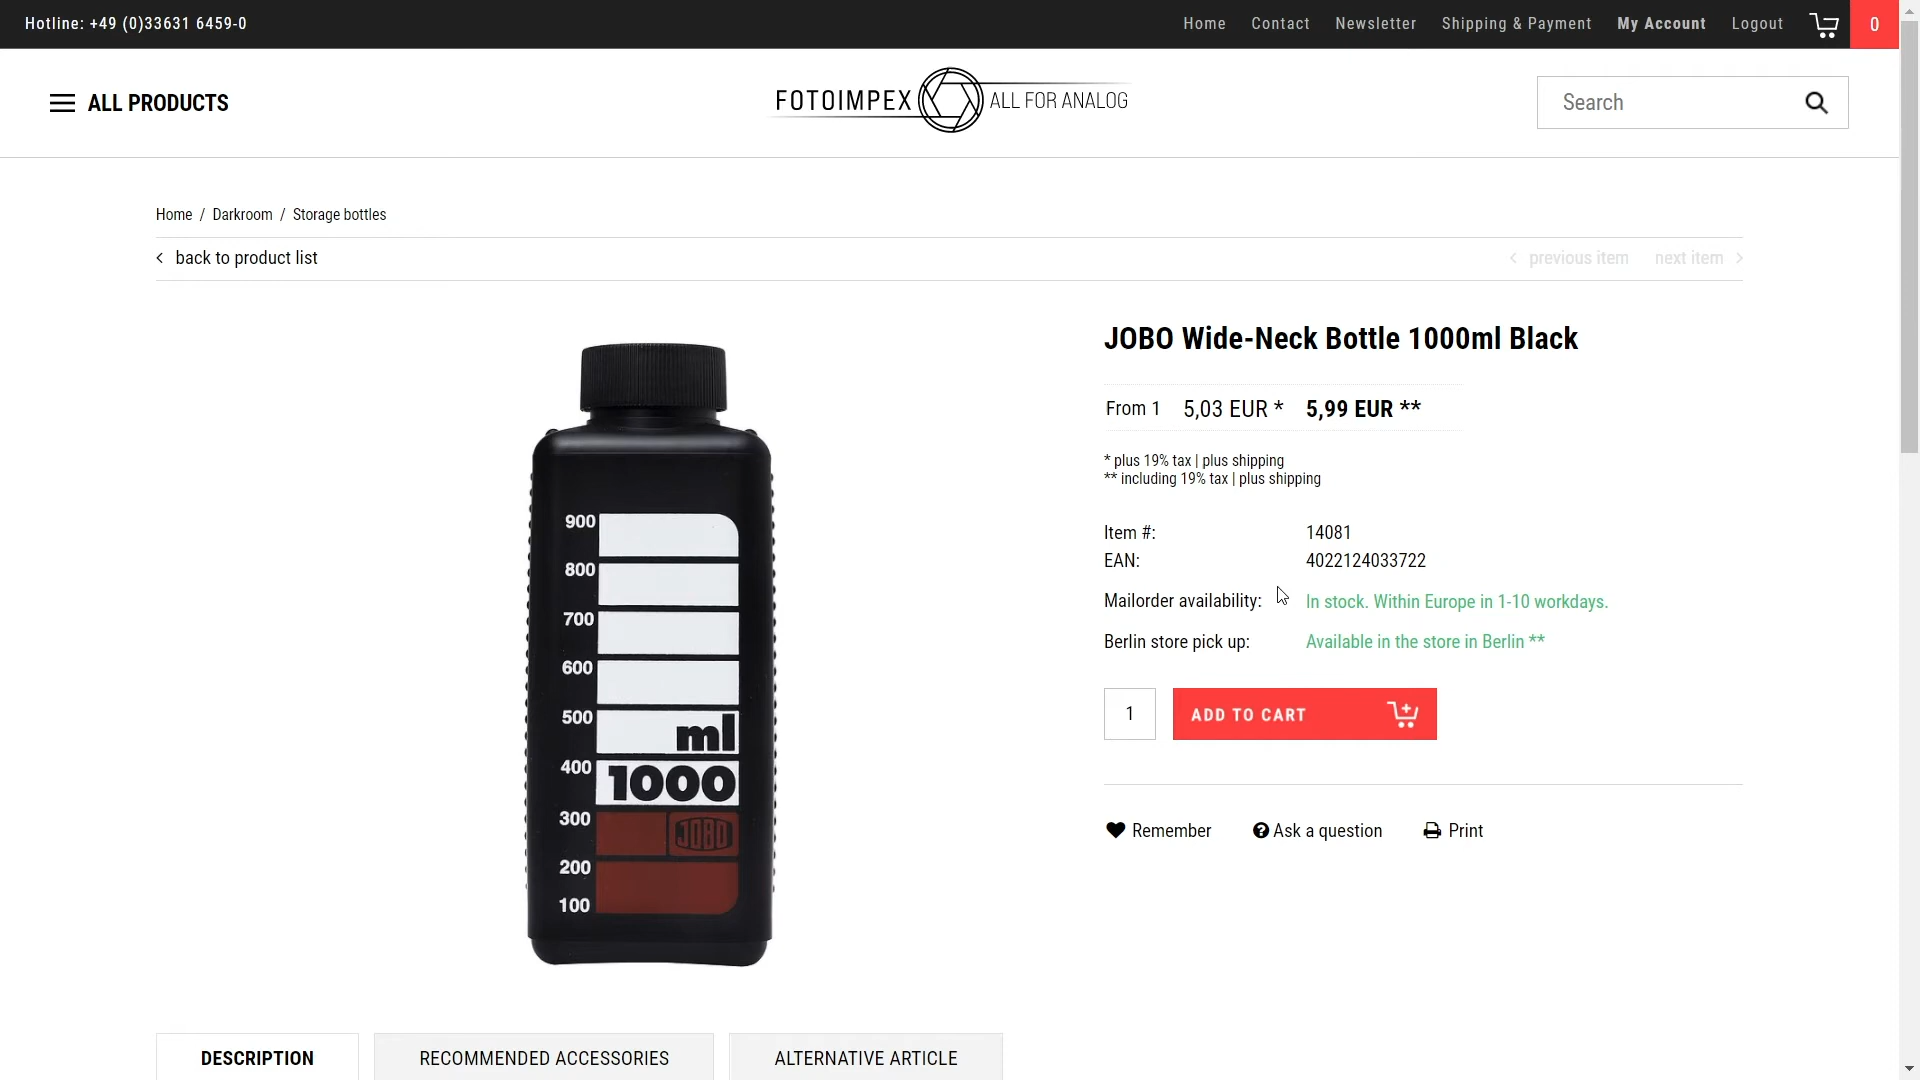 Hotline: +49 (0)33631 6459-0
Home Contact Newsletter Shipping & Payment My Account Logout 0
ALL PRODUCTS
FOTOIMPEX ALL FOR ANALOG
Search
Home / Darkroom / Storage bottles
back to product list
previous item next item
JOBO Wide-Neck Bottle 1000ml Black
From 1 5,03 EUR * 5,99 EUR **
* plus 19% tax | plus shipping
** including 19% tax | plus shipping
Item #: 14081
EAN: 4022124033722
Mailorder availability: In stock. Within Europe in 1-10 workdays.
Berlin store pick up: Available in the store in Berlin **
1 ADD TO CART
Remember Ask a question Print
900
800
700
600
500 ml
400 1000
300 JOBO
200
100
DESCRIPTION RECOMMENDED ACCESSORIES ALTERNATIVE ARTICLE